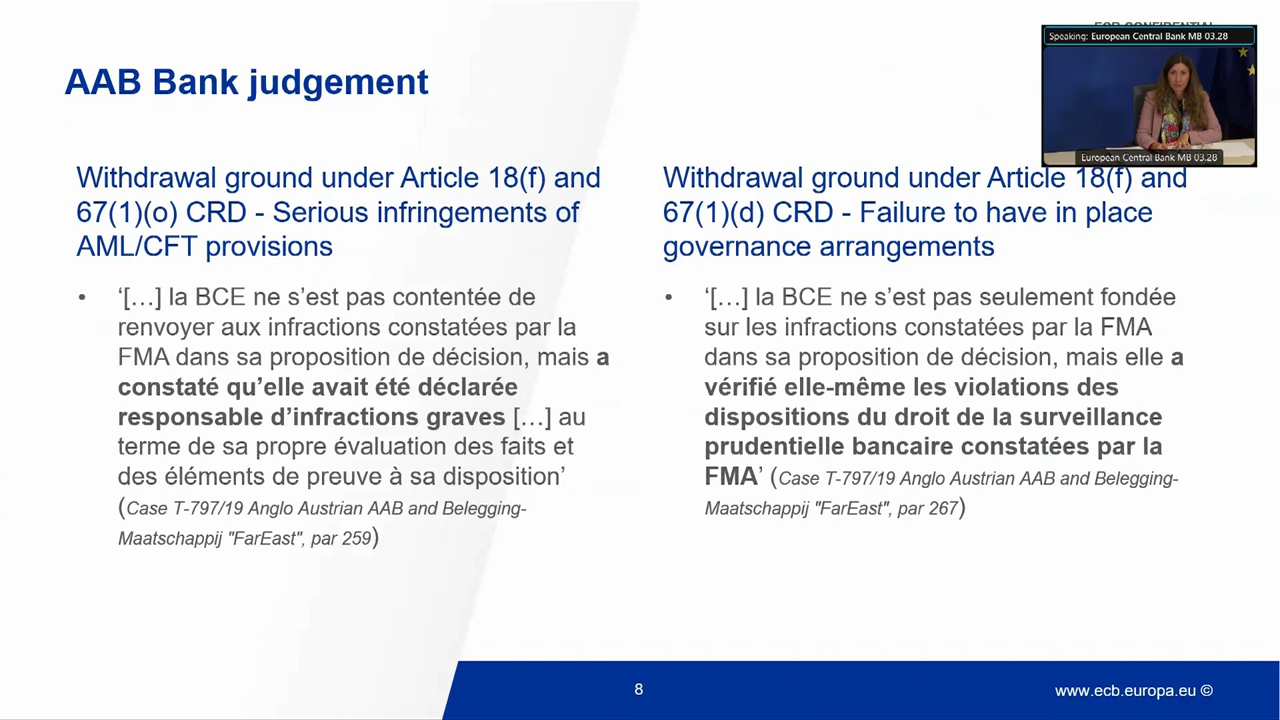 Speaking: European Central Bank MB 03.28
European Central Bank MB 03.28
AAB Bank judgement
Withdrawal ground under Article 18(f) and
67(1)(o) CRD - Serious infringements of
AML/CFT provisions
• ‘[…] la BCE ne s’est pas contentée de
renvoyer aux infractions constatées par la
FMA dans sa proposition de décision, mais a
constaté qu’elle avait été déclarée
responsable d’infractions graves […] au
terme de sa propre évaluation des faits et
des éléments de preuve à sa disposition’
(Case T-797/19 Anglo Austrian AAB and Belegging-
Maatschappij "FarEast", par 259)
Withdrawal ground under Article 18(f) and
67(1)(d) CRD - Failure to have in place
governance arrangements
• ‘[…] la BCE ne s’est pas seulement fondée
sur les infractions constatées par la FMA
dans sa proposition de décision, mais elle a
vérifié elle-même les violations des
dispositions du droit de la surveillance
prudentielle bancaire constatées par la
FMA’ (Case T-797/19 Anglo Austrian AAB and Belegging-
Maatschappij "FarEast", par 267)
8
www.ecb.europa.eu ©